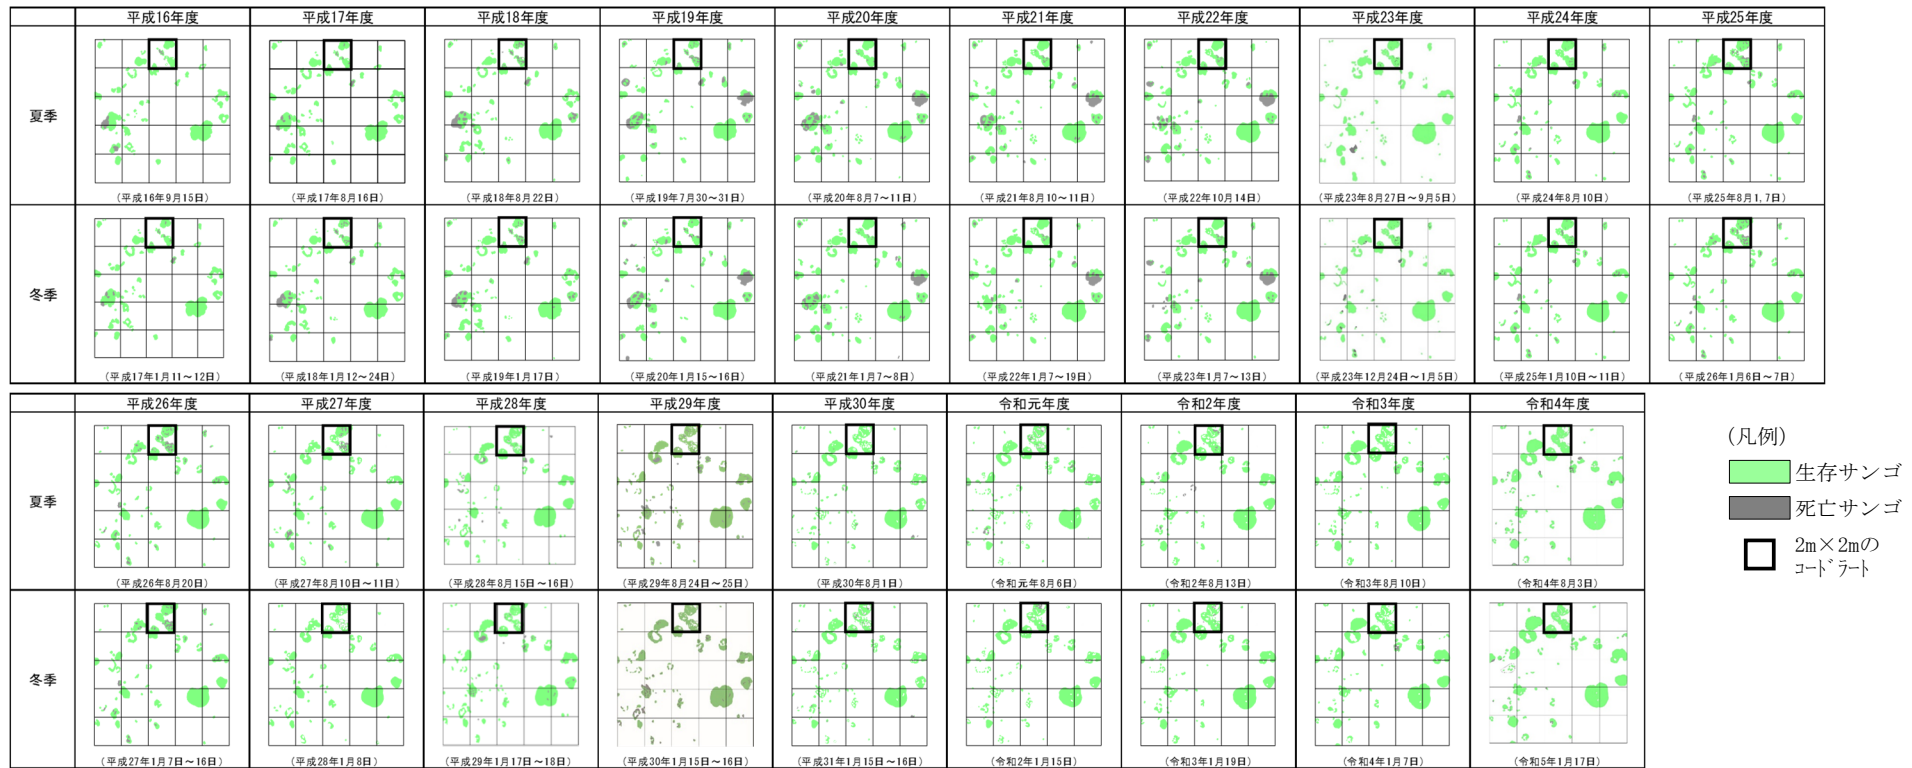 平成16年度 平成17年度 平成18年度 平成19年度 平成20年度 平成21年度 平成22年度 平成23年度 平成24年度 平成25年度
夏季
(平成16年9月15日) (平成17年8月16日) (平成18年8月22日) (平成19年7月30～31日) (平成20年8月7～11日) (平成21年8月10～11日) (平成22年10月14日) (平成23年8月27日～9月5日) (平成24年8月10日) (平成25年8月1,7日)
冬季
(平成17年1月11～12日) (平成18年1月12～24日) (平成19年1月17日) (平成20年1月15～16日) (平成21年1月7～8日) (平成22年1月7～19日) (平成23年1月7～13日) (平成23年12月24日～1月5日) (平成25年1月10日～11日) (平成26年1月6日～7日)
平成26年度 平成27年度 平成28年度 平成29年度 平成30年度 令和元年度 令和2年度 令和3年度 令和4年度
夏季
(平成26年8月20日) (平成27年8月10日～11日) (平成28年8月15日～16日) (平成29年8月24日～25日) (平成30年8月1日) (令和元年8月6日) (令和2年8月13日) (令和3年8月10日) (令和4年8月3日)
冬季
(平成27年1月7日～16日) (平成28年1月8日) (平成29年1月17日～18日) (平成30年1月15日～16日) (平成31年1月15日～16日) (令和2年1月15日) (令和3年1月19日) (令和4年1月7日) (令和5年1月17日)
(凡例)
生存サンゴ
死亡サンゴ
2m×2mの
ｺｰﾄﾞﾗｰﾄ